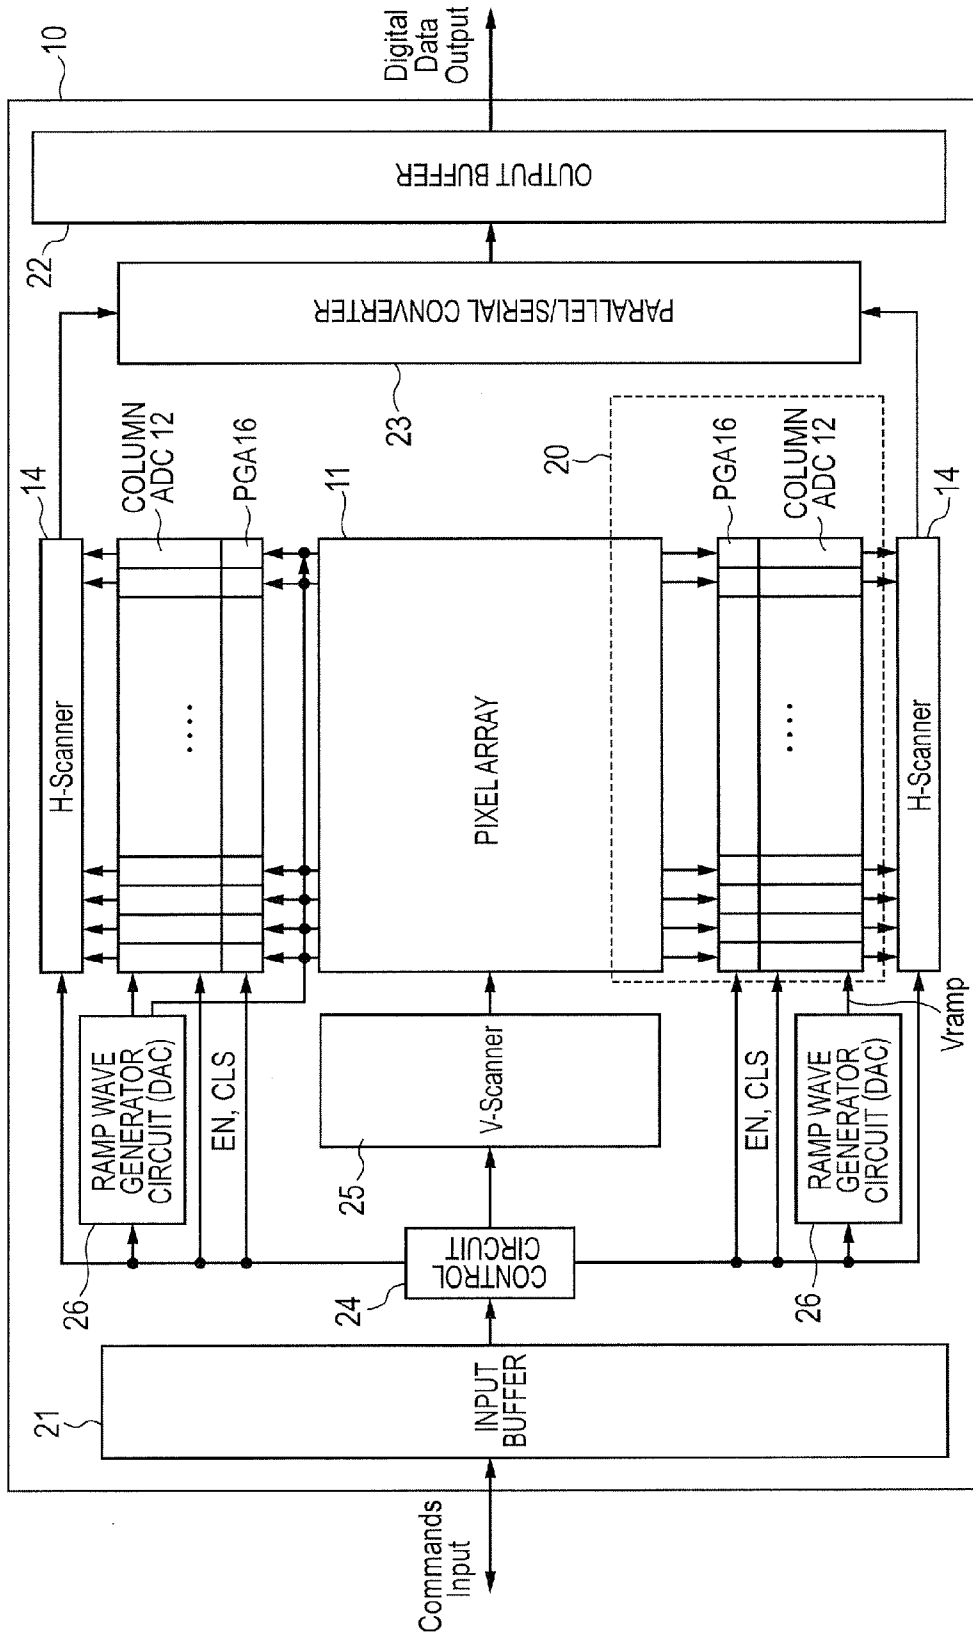 10
Digital
Data
Output
OUTPUT BUFFER
22
PARALLEL/SERIAL CONVERTER
23
14
COLUMN
ADC 12
PGA16
H-Scanner
....
11
PIXEL ARRAY
20
PGA16
COLUMN
ADC 12
14
....
H-Scanner
RAMP WAVE
GENERATOR
CIRCUIT (DAC)
26
EN, CLS
V-Scanner
25
EN, CLS
RAMP WAVE
GENERATOR
CIRCUIT (DAC)
26
Vramp
CONTROL
CIRCUIT
24
INPUT
BUFFER
21
Commands
Input